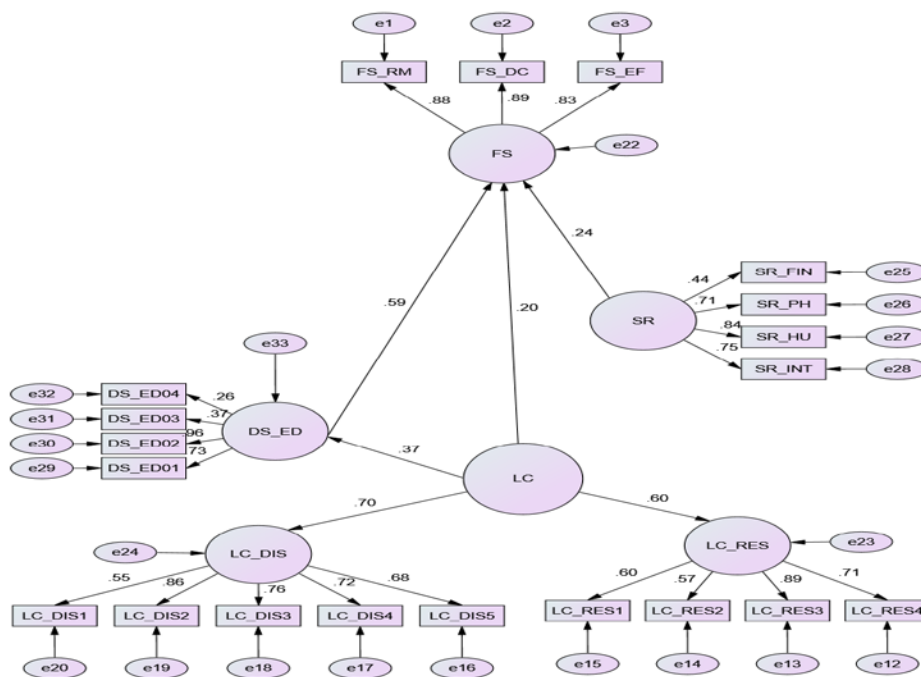 e1 e2 e3
FS_RM FS_DC FS_EF
.88 .89 .83
FS e22
.24
SR_FIN e25
.44
.59 SR_PH e26
.71
.20 SR
.84 SR_HU e27
e33
.75 SR_INT e28
e32 DS_ED04 .26
e31 DS_ED03 .37 DS_ED
e30 DS_ED02 .96
e29 DS_ED01 .73
.37 LC
.70 .60
e24 LC_DIS LC_RES e23
.55 .86 .76 .72 .68 .60 .57 .89 .71
LC_DIS1 LC_DIS2 LC_DIS3 LC_DIS4 LC_DIS5 LC_RES1 LC_RES2 LC_RES3 LC_RES4
e20 e19 e18 e17 e16 e15 e14 e13 e12